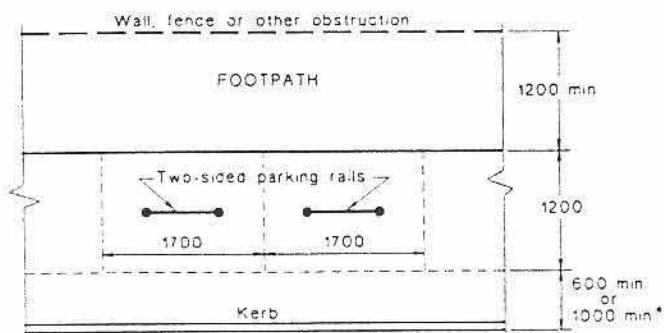 Wall, fence or other obstruction
FOOTPATH
1200 min
Two-sided parking rails
1200
1700
1700
600 min
or
1000 min*
Kerb